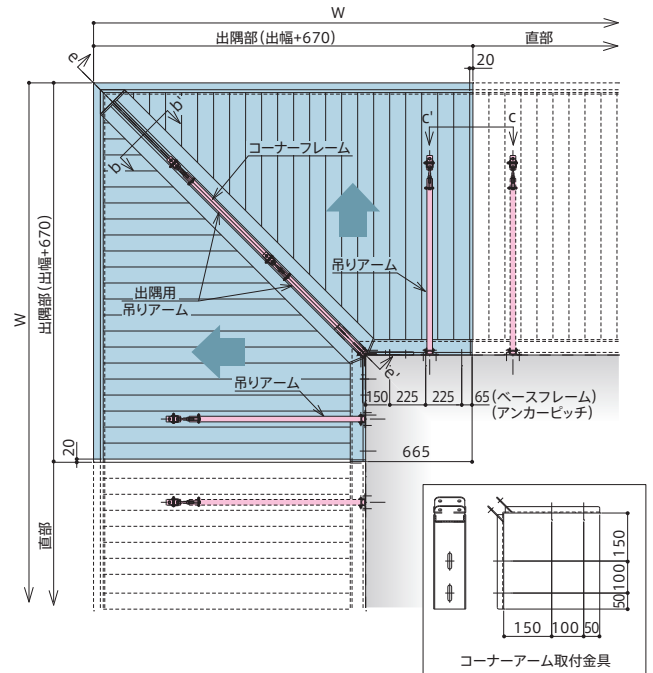 W
出隅部(出幅+670)
直部
20
e
b'
b
コーナーフレーム
c'
c
吊りアーム
出隅用
吊りアーム
W
出隅部(出幅+670)
e'
吊りアーム
150
225
225
65
(ベースフレーム)
(アンカーピッチ)
665
20
直部
150
100
50
150
100
50
コーナーアーム取付金具